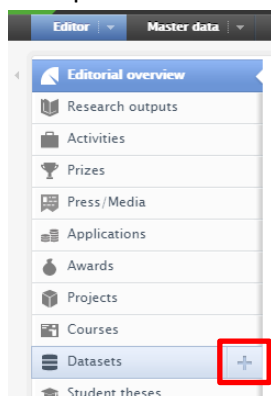 Editor Master data
Editorial overview
Research outputs
Activities
Prizes
Press/Media
Applications
Awards
Projects
Courses
Datasets
Student theses